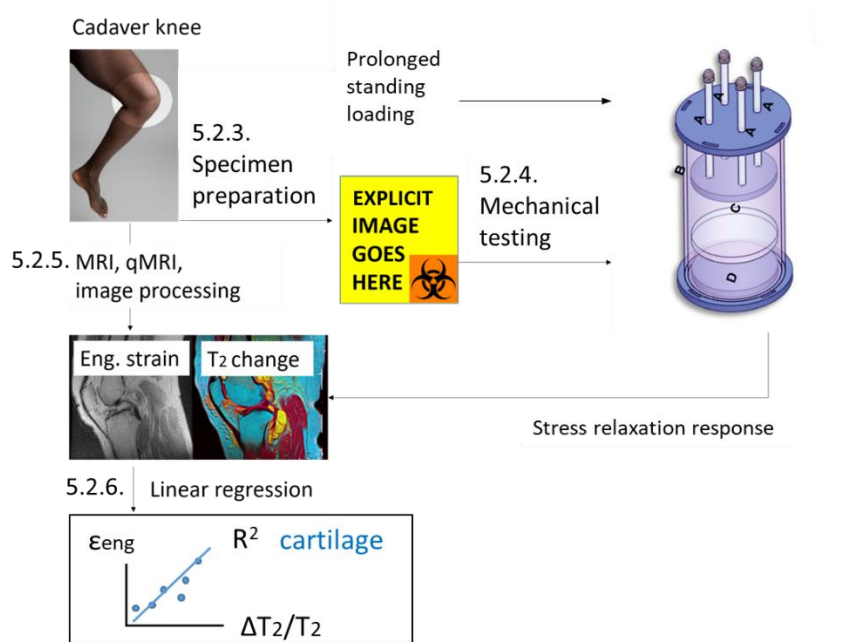 Cadaver knee
Prolonged
standing
loading
5.2.3.
Specimen
preparation
EXPLICIT
IMAGE
GOES
HERE
5.2.4.
Mechanical
testing
A
A
A
A
B
C
D
5.2.5. MRI, qMRI,
image processing
Eng. strain
T₂ change
Stress relaxation response
5.2.6. Linear regression
εeng
R² cartilage
ΔT₂/T₂